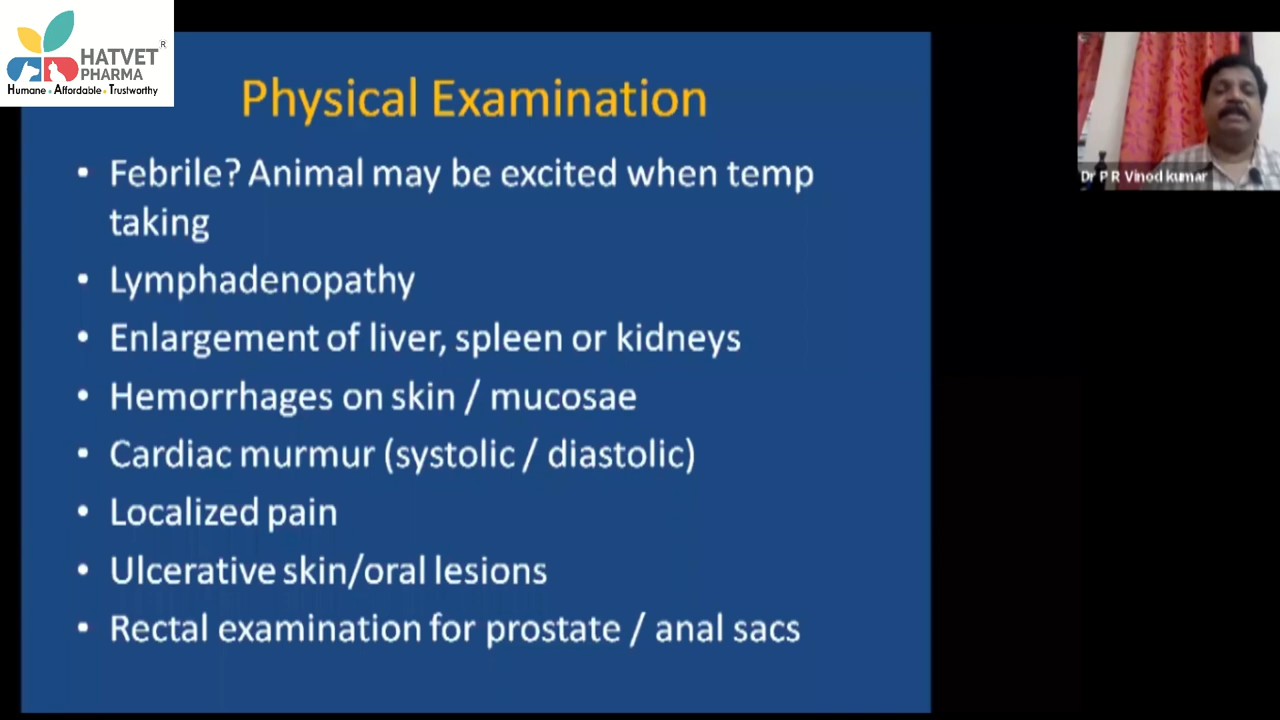 HATVET®
PHARMA
Humane • Affordable • Trustworthy
Physical Examination
• Febrile? Animal may be excited when temp
taking
• Lymphadenopathy
• Enlargement of liver, spleen or kidneys
• Hemorrhages on skin / mucosae
• Cardiac murmur (systolic / diastolic)
• Localized pain
• Ulcerative skin/oral lesions
• Rectal examination for prostate / anal sacs
Dr P R Vinod kumar